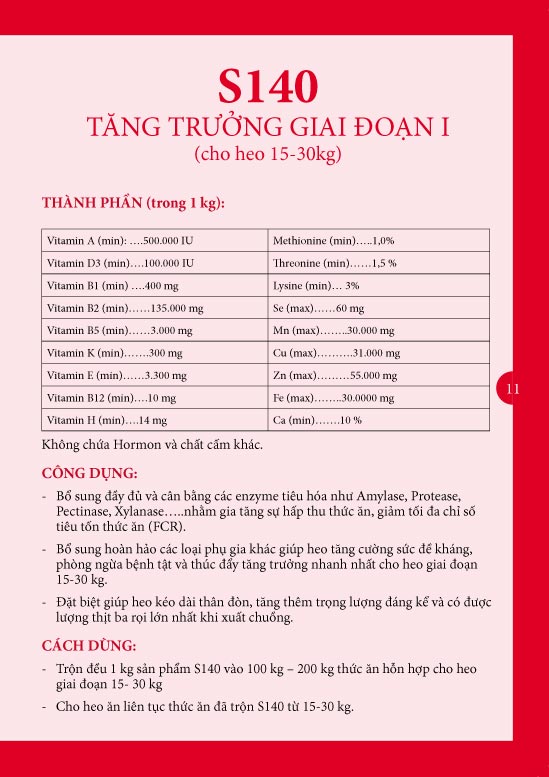 S140
TĂNG TRƯỞNG GIAI ĐOẠN I
(cho heo 15-30kg)
THÀNH PHẦN (trong 1 kg):
Vitamin A (min): ….500.000 IU
Methionine (min)…..1,0%
Vitamin D3 (min)….100.000 IU
Threonine (min)……1,5 %
Vitamin B1 (min) ….400 mg
Lysine (min)… 3%
Vitamin B2 (min)……135.000 mg
Se (max)……60 mg
Vitamin B5 (min)……3.000 mg
Mn (max)……..30.000 mg
Vitamin K (min)…….300 mg
Cu (max)……….31.000 mg
Vitamin E (min)……3.300 mg
Zn (max)………55.000 mg
Vitamin B12 (min)….10 mg
Fe (max)……..30.0000 mg
Vitamin H (min)….14 mg
Ca (min)…….10 %
11
Không chứa Hormon và chất cấm khác.
CÔNG DỤNG:
- Bổ sung đầy đủ và cân bằng các enzyme tiêu hóa như Amylase, Protease,
Pectinase, Xylanase…..nhằm gia tăng sự hấp thu thức ăn, giảm tối đa chỉ số
tiêu tốn thức ăn (FCR).
- Bổ sung hoàn hảo các loại phụ gia khác giúp heo tăng cường sức đề kháng,
phòng ngừa bệnh tật và thúc đẩy tăng trưởng nhanh nhất cho heo giai đoạn
15-30 kg.
- Đặt biệt giúp heo kéo dài thân đòn, tăng thêm trọng lượng đáng kể và có được
lượng thịt ba rọi lớn nhất khi xuất chuồng.
CÁCH DÙNG:
- Trộn đều 1 kg sản phẩm S140 vào 100 kg – 200 kg thức ăn hỗn hợp cho heo
giai đoạn 15- 30 kg
- Cho heo ăn liên tục thức ăn đã trộn S140 từ 15-30 kg.